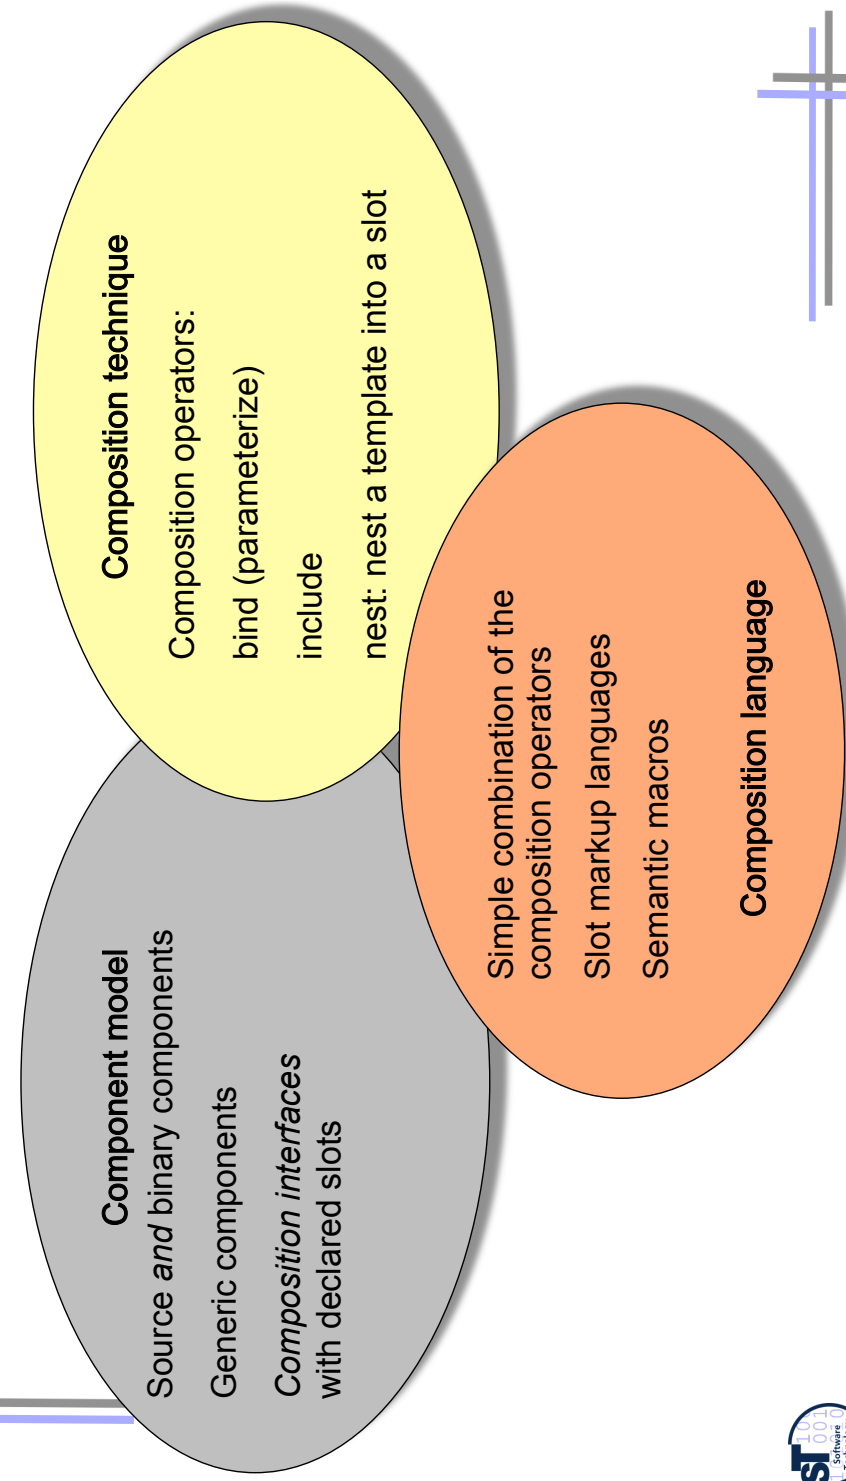 Component model
Source and binary components
Generic components
Composition interfaces
with declared slots
Composition technique
Composition operators:
bind (parameterize)
include
nest: nest a template into a slot
Simple combination of the
composition operators
Slot markup languages
Semantic macros
Composition language
ST
Software